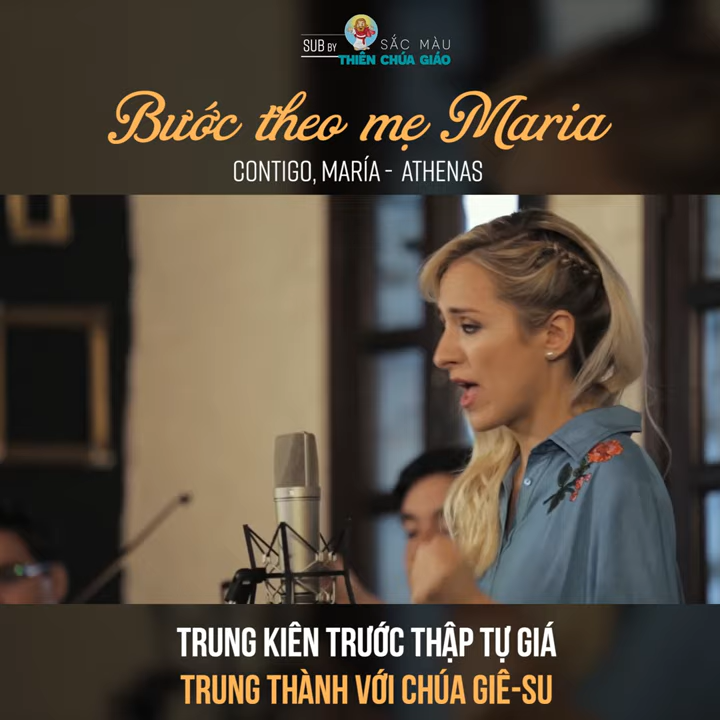 SUB BY SẮC MÀU
THIÊN CHÚA GIÁO
Bước theo mẹ Maria
CONTIGO, MARÍA - ATHENAS
TRUNG KIÊN TRƯỚC THẬP TỰ GIÁ
TRUNG THÀNH VỚI CHÚA GIÊ-SU